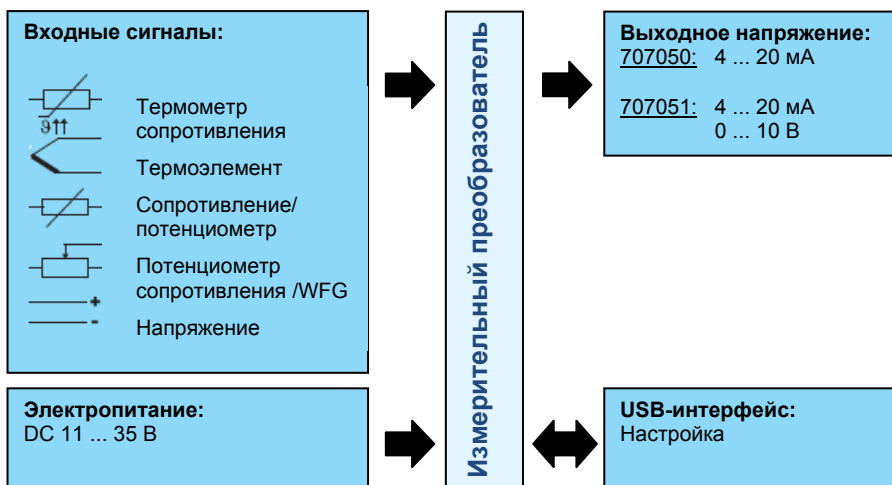 Входные сигналы:
ϑ↑↑
Термометр
сопротивления
Термоэлемент
Сопротивление/
потенциометр
Потенциометр
сопротивления /WFG
+
-
Напряжение
Электропитание:
DC 11 ... 35 В
Измерительный преобразователь
Выходное напряжение:
707050: 4 ... 20 мА
707051: 4 ... 20 мА
0 ... 10 В
USB-интерфейс:
Настройка